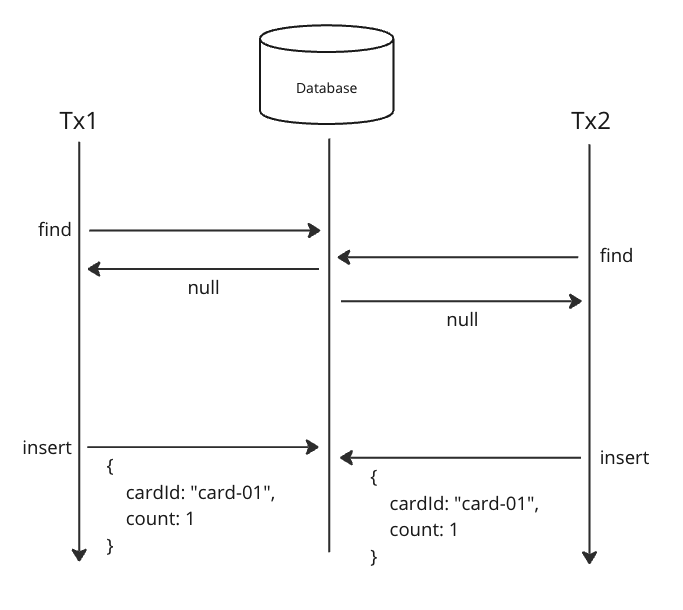 Database
Tx1
Tx2
find
find
null
null
insert
insert
{
cardId: "card-01",
count: 1
}
{
cardId: "card-01",
count: 1
}